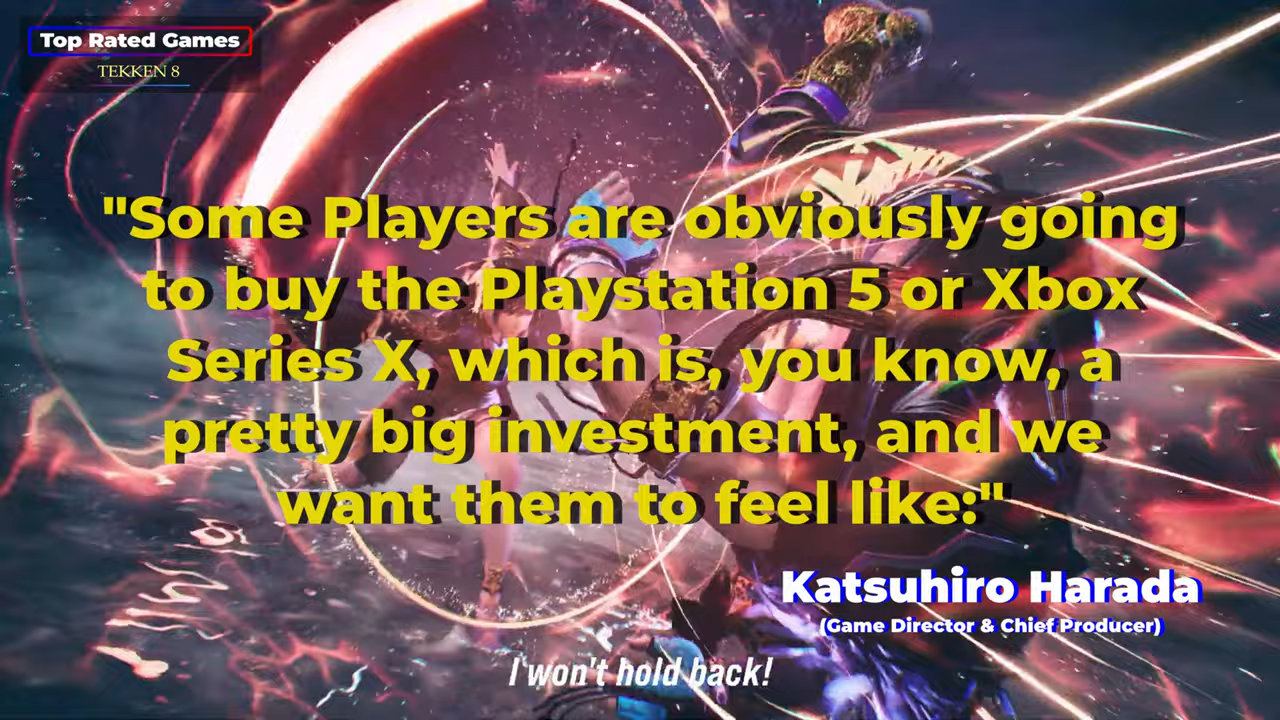 Top Rated Games
TEKKEN 8
"Some Players are obviously going
to buy the Playstation 5 or Xbox
Series X, which is, you know, a
pretty big investment, and we
want them to feel like:"
Katsuhiro Harada
(Game Director & Chief Producer)
I won't hold back!